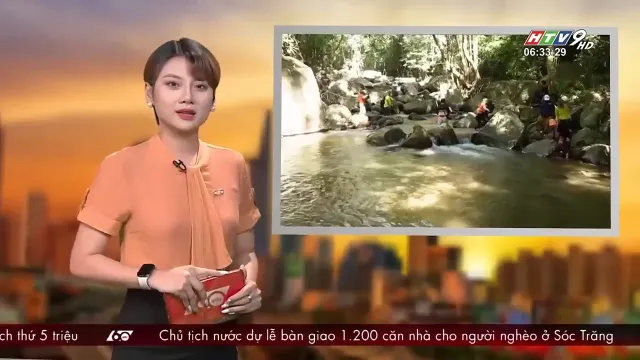 HTV9 HD
06:33:29
ch thứ 5 triệu 60 Chủ tịch nước dự lễ bàn giao 1.200 căn nhà cho người nghèo ở Sóc Trăng